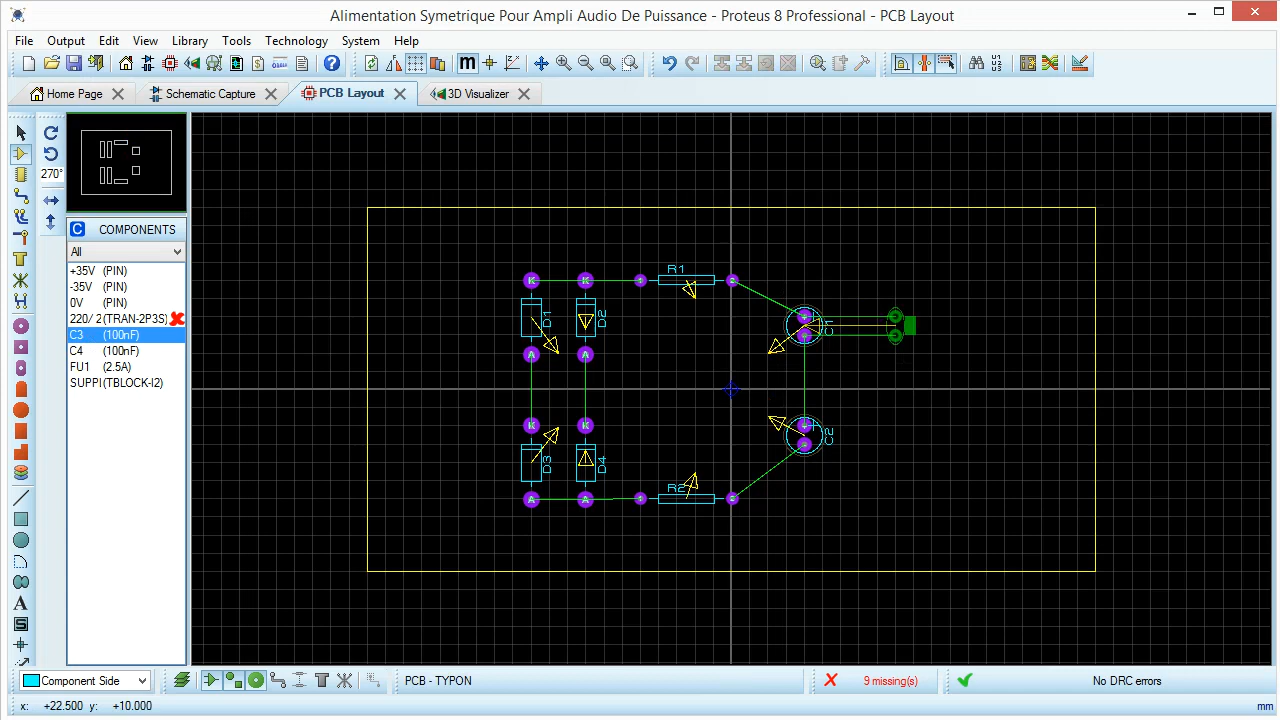 Alimentation Symetrique Pour Ampli Audio De Puissance - Proteus 8 Professional - PCB Layout
File Output Edit View Library Tools Technology System Help
m
Home Page Schematic Capture PCB Layout 3D Visualizer
270°
C COMPONENTS
All
+35V (PIN)
-35V (PIN)
0V (PIN)
220/ 2(TRAN-2P3S)
C3 (100nF)
C4 (100nF)
FU1 (2.5A)
SUPPI(TBLOCK-I2)
R1
K K
D1 D2 C1
A A
K K
C2
D3 D4
R2
A A
A
S
Component Side T PCB - TYPON 9 missing(s) No DRC errors
x: +22.500 y: +10.000 mm